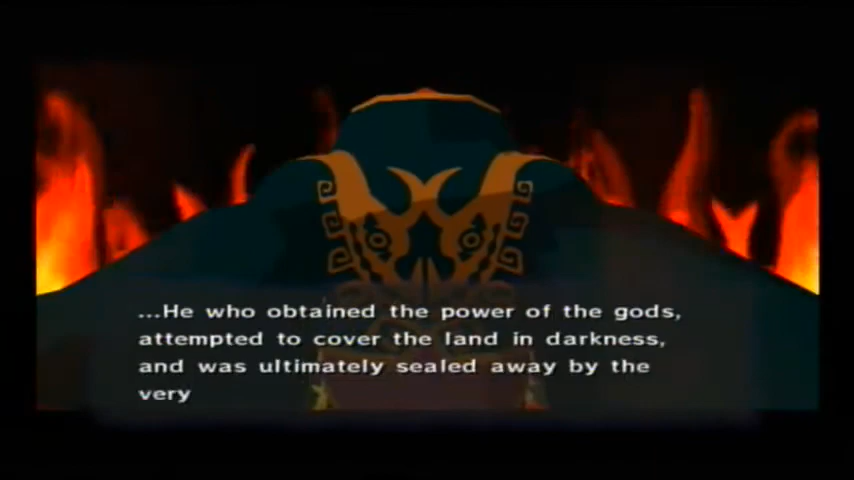 ...He who obtained the power of the gods,
attempted to cover the land in darkness,
and was ultimately sealed away by the
very